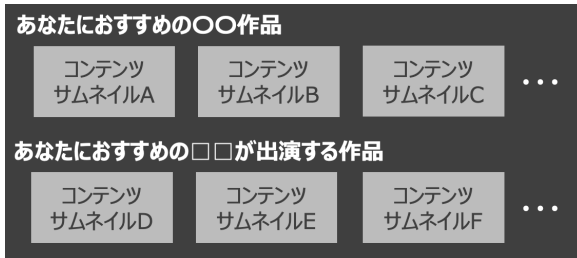 あなたにおすすめの〇〇作品
コンテンツ コンテンツ コンテンツ
サムネイルA サムネイルB サムネイルC ･･･
あなたにおすすめの□□が出演する作品
コンテンツ コンテンツ コンテンツ
サムネイルD サムネイルE サムネイルF ･･･